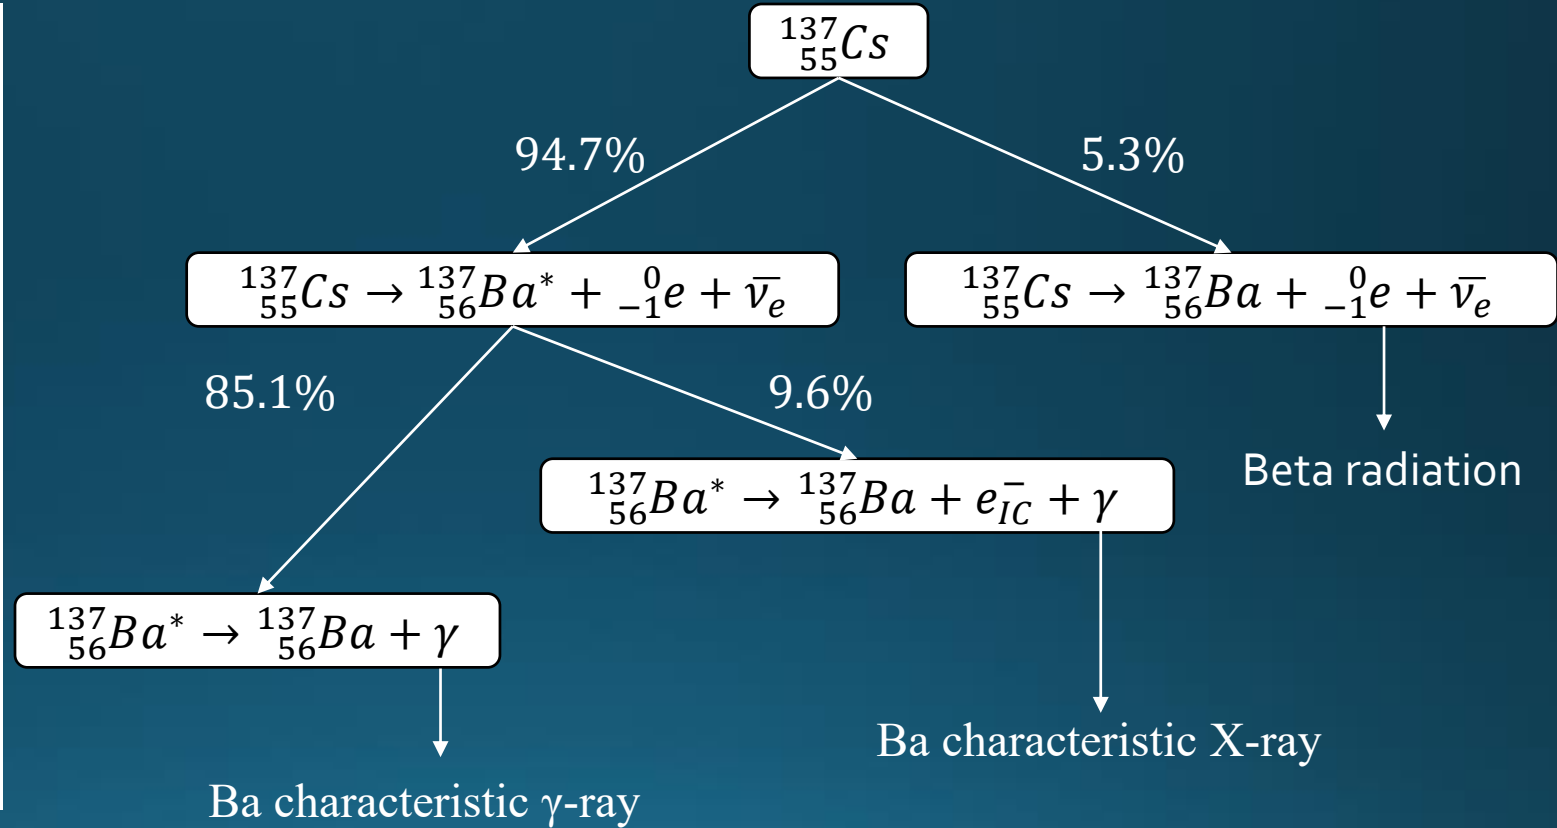 ¹³⁷₅₅Cs
94.7%
5.3%
¹³⁷₅₅Cs → ¹³⁷₅₆Ba* + ⁰₋₁e + ν̅ₑ
¹³⁷₅₅Cs → ¹³⁷₅₆Ba + ⁰₋₁e + ν̅ₑ
85.1%
9.6%
Beta radiation
¹³⁷₅₆Ba* → ¹³⁷₅₆Ba + e⁻_IC + γ
¹³⁷₅₆Ba* → ¹³⁷₅₆Ba + γ
Ba characteristic X-ray
Ba characteristic γ-ray